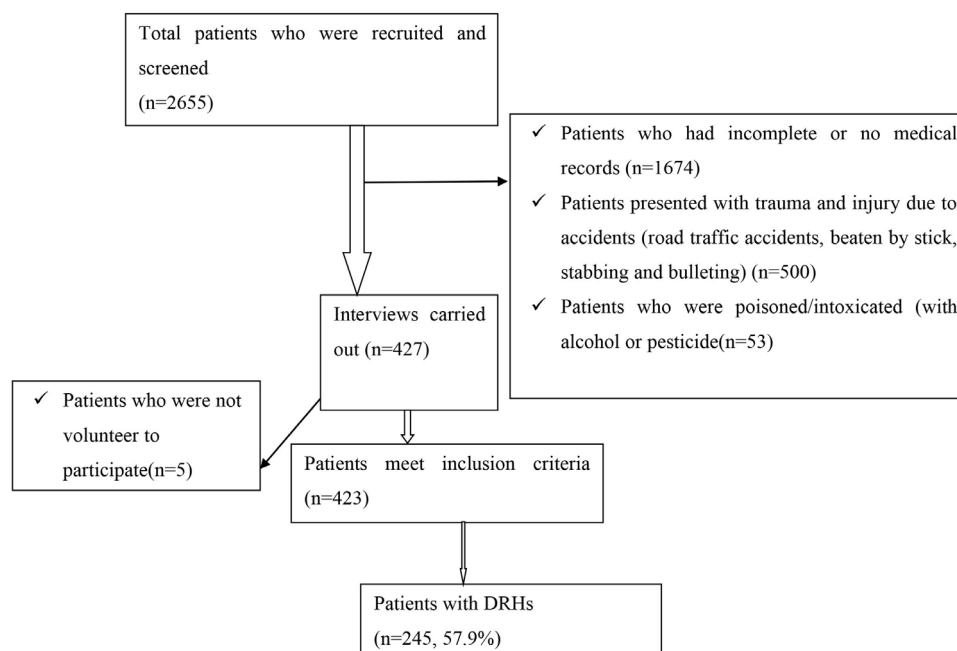 Total patients who were recruited and
screened
(n=2655)
✓ Patients who had incomplete or no medical
records (n=1674)
✓ Patients presented with trauma and injury due to
accidents (road traffic accidents, beaten by stick,
stabbing and bulleting) (n=500)
✓ Patients who were poisoned/intoxicated (with
alcohol or pesticide(n=53)
Interviews carried
out (n=427)
✓ Patients who were not
volunteer to
participate(n=5)
Patients meet inclusion criteria
(n=423)
Patients with DRHs
(n=245, 57.9%)